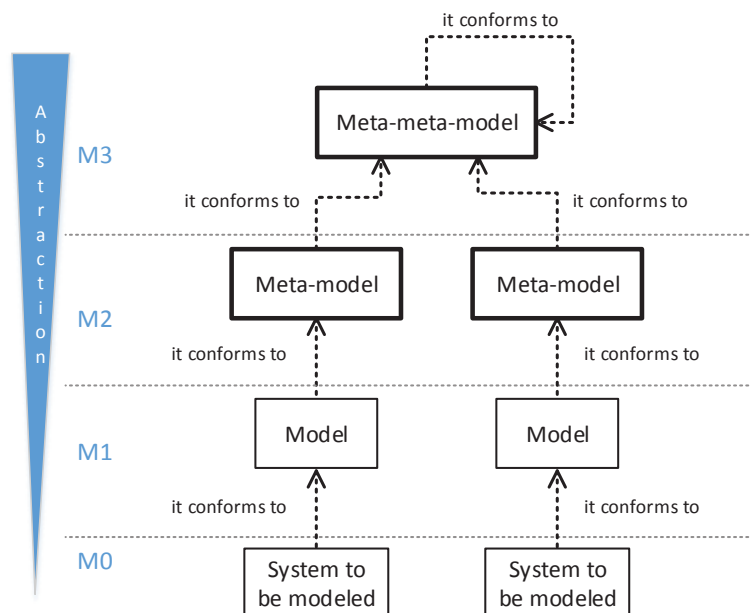 it conforms to
Abstraction
Meta-meta-model
M3
it conforms to
it conforms to
Meta-model
Meta-model
M2
it conforms to
it conforms to
Model
Model
M1
it conforms to
it conforms to
M0
System to
be modeled
System to
be modeled